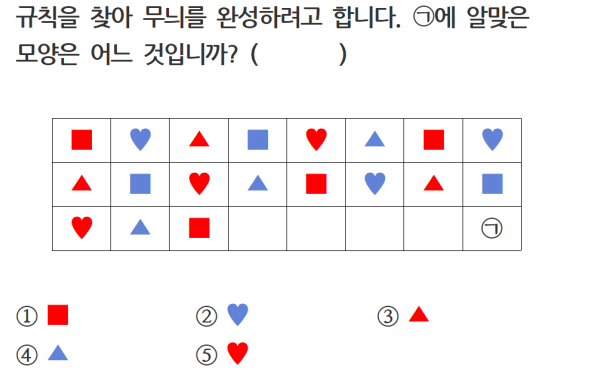 규칙을 찾아 무늬를 완성하려고 합니다. ㉠에 알맞은
모양은 어느 것입니까? (          )
㉠
① ② ③
④ ⑤